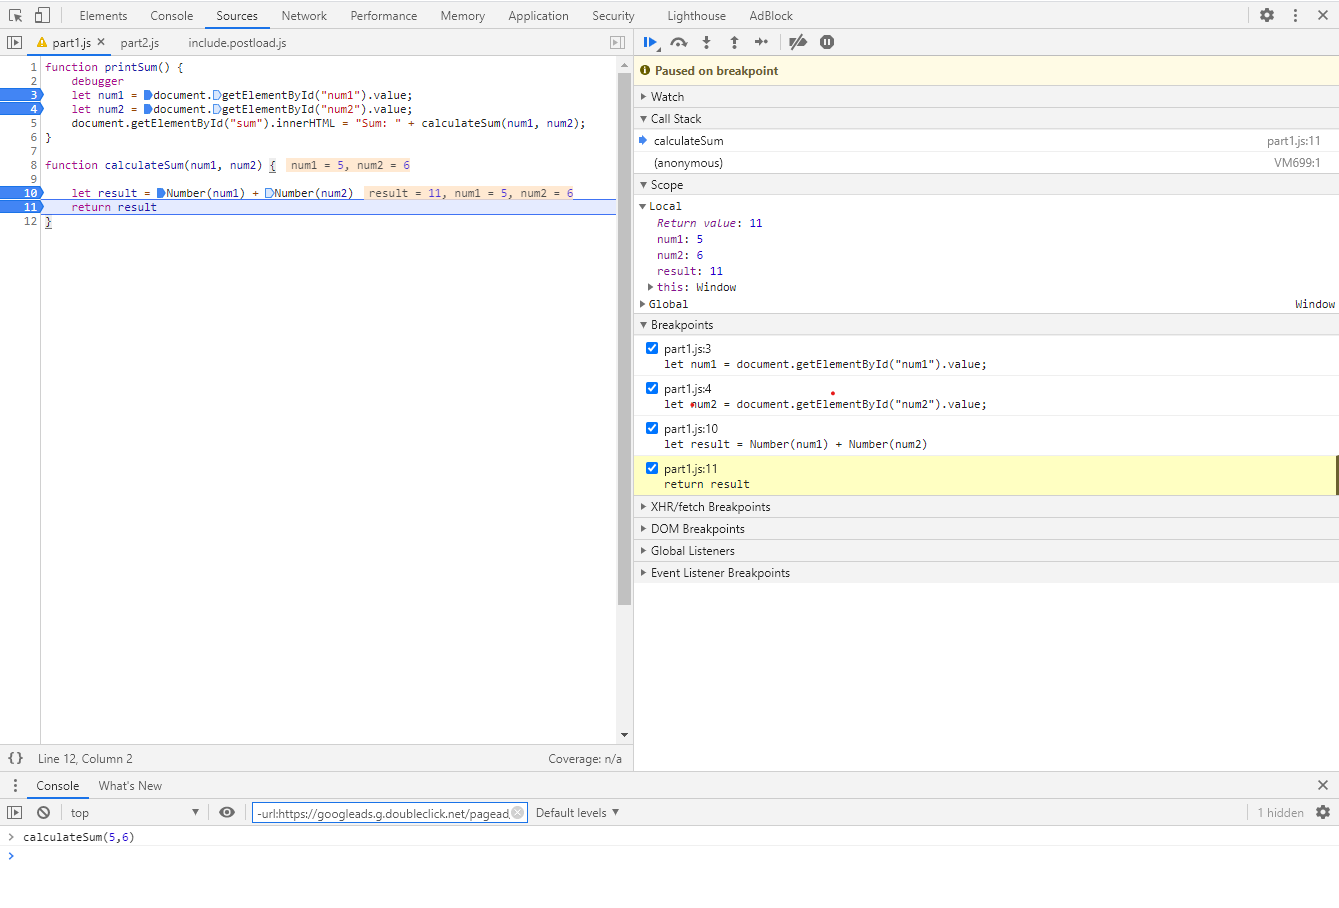 Elements Console Sources Network Performance Memory Application Security Lighthouse AdBlock
part1.js part2.js include.postload.js
1 function printSum() {
2 debugger
3 let num1 = document.getElementById("num1").value;
4 let num2 = document.getElementById("num2").value;
5 document.getElementById("sum").innerHTML = "Sum: " + calculateSum(num1, num2);
6 }
7
8 function calculateSum(num1, num2) { num1 = 5, num2 = 6
9
10 let result = Number(num1) + Number(num2) result = 11, num1 = 5, num2 = 6
11 return result
12 }
{} Line 12, Column 2 Coverage: n/a
Paused on breakpoint
Watch
Call Stack
calculateSum part1.js:11
(anonymous) VM699:1
Scope
Local
Return value: 11
num1: 5
num2: 6
result: 11
this: Window
Global Window
Breakpoints
part1.js:3
let num1 = document.getElementById("num1").value;
part1.js:4
let num2 = document.getElementById("num2").value;
part1.js:10
let result = Number(num1) + Number(num2)
part1.js:11
return result
XHR/fetch Breakpoints
DOM Breakpoints
Global Listeners
Event Listener Breakpoints
Console What's New
top -url:https://googleads.g.doubleclick.net/pagead Default levels 1 hidden
> calculateSum(5,6)
>